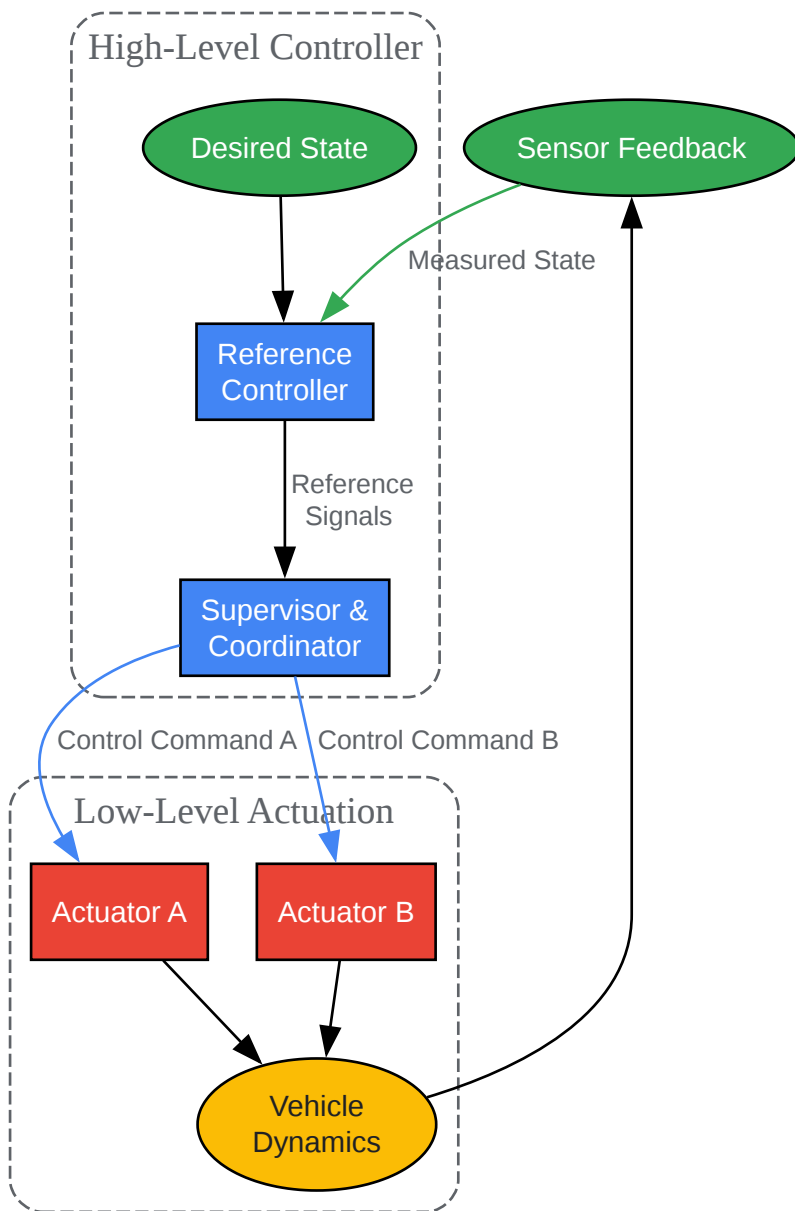 High-Level Controller
Desired State
Sensor Feedback
Measured State
Reference
Controller
Reference
Signals
Supervisor &
Coordinator
Control Command A
Control Command B
Low-Level Actuation
Actuator A
Actuator B
Vehicle
Dynamics